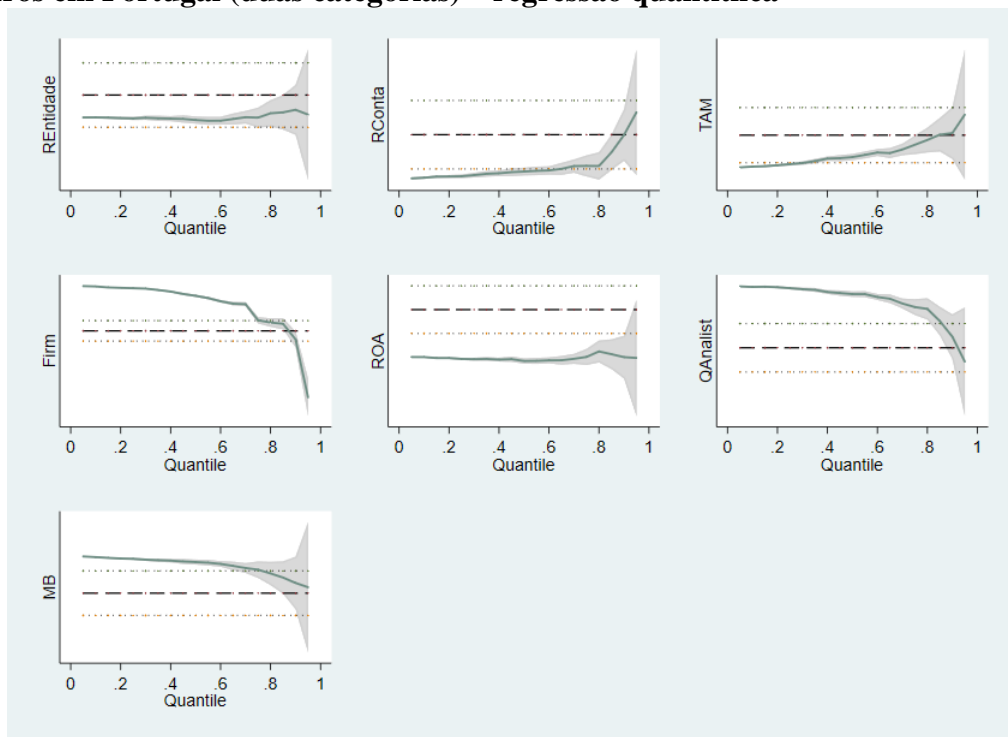 em Portugal (duas categorias) – regressão quantílica
REntidade
0 .2 .4 .6 .8 1
Quantile
RConta
0 .2 .4 .6 .8 1
Quantile
TAM
0 .2 .4 .6 .8 1
Quantile
Firm
0 .2 .4 .6 .8 1
Quantile
ROA
0 .2 .4 .6 .8 1
Quantile
QAnalist
0 .2 .4 .6 .8 1
Quantile
MB
0 .2 .4 .6 .8 1
Quantile